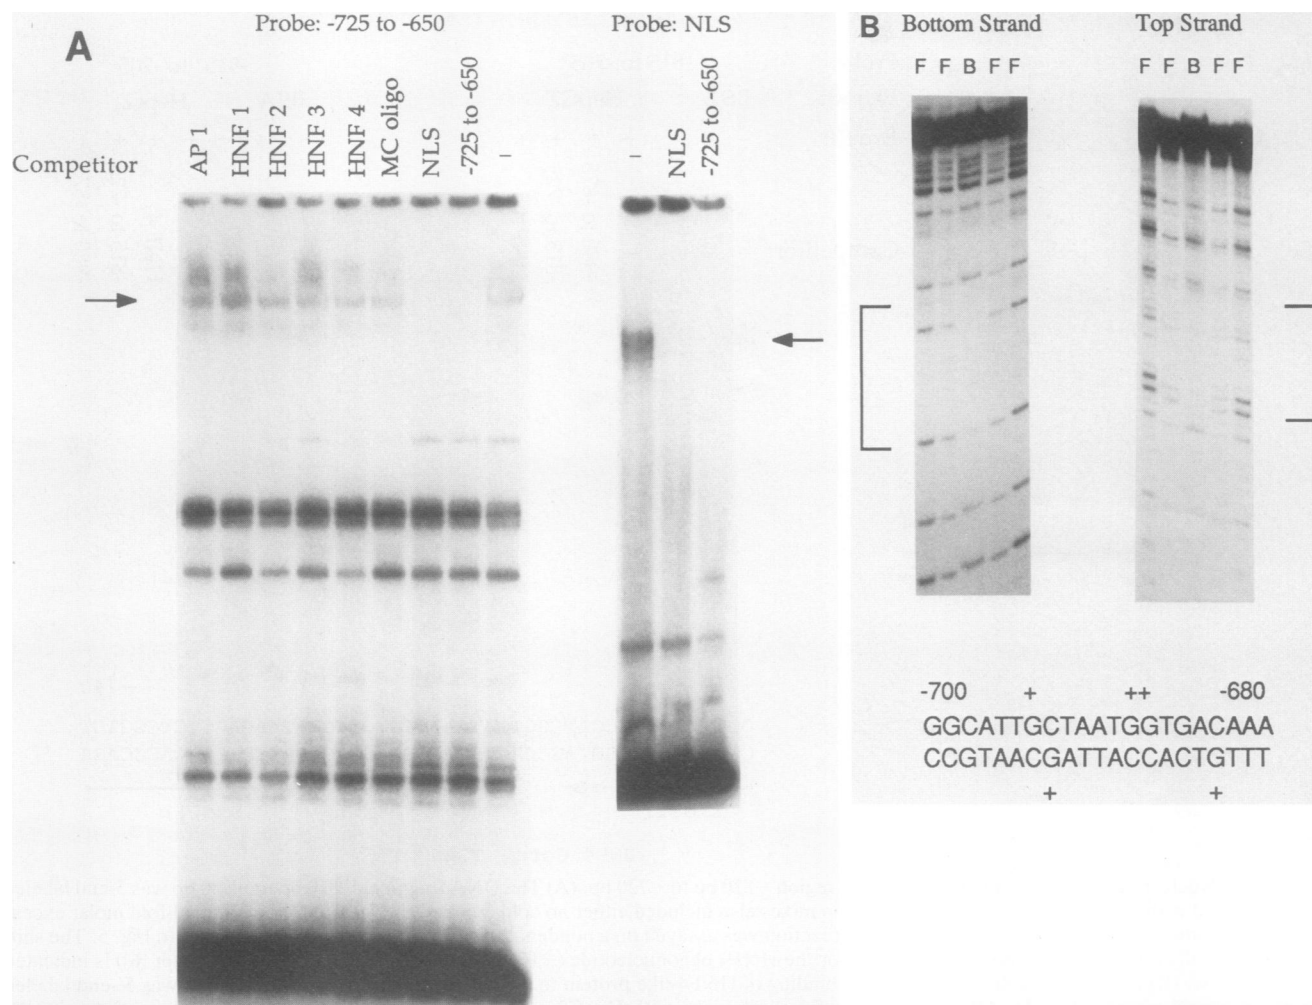 A
Probe: -725 to -650
Probe: NLS
Competitor
AP 1
HNF 1
HNF 2
HNF 3
HNF 4
MC oligo
NLS
-725 to -650
–
–
NLS
-725 to -650
B
Bottom Strand
Top Strand
F F B F F
F F B F F
-700 + ++ -680
GGCATTGCTAATGGTGACAAA
CCGTAACGATTACCACTGTTT
+ +